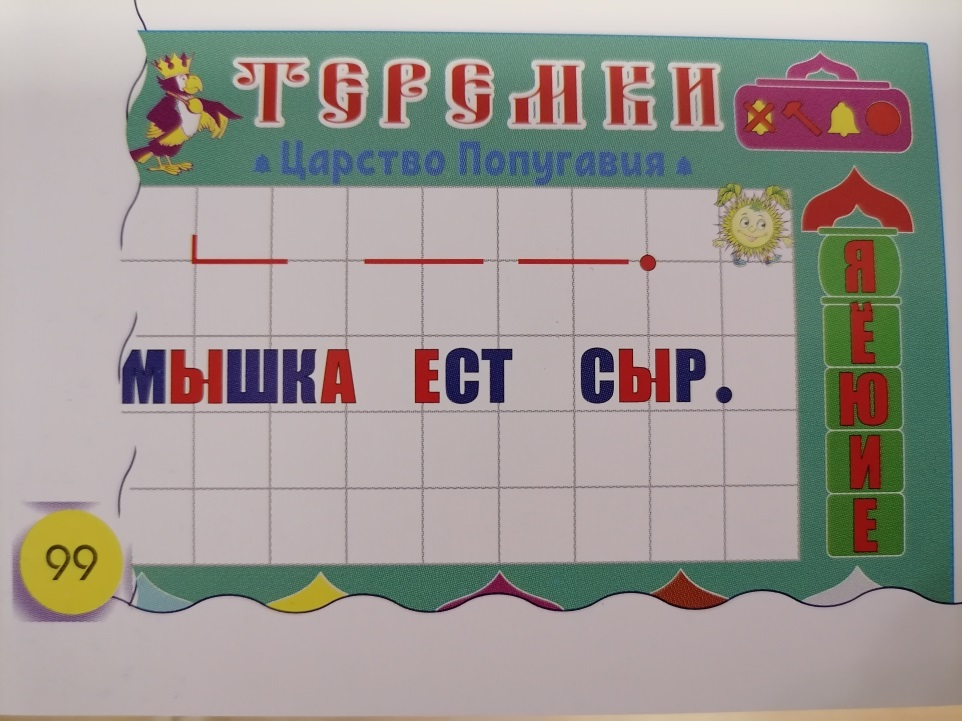 ТЕРЕМКИ
Царство Попугавия
МЫШКА ЕСТ СЫР.
Я
Ё
Ю
И
Е
99